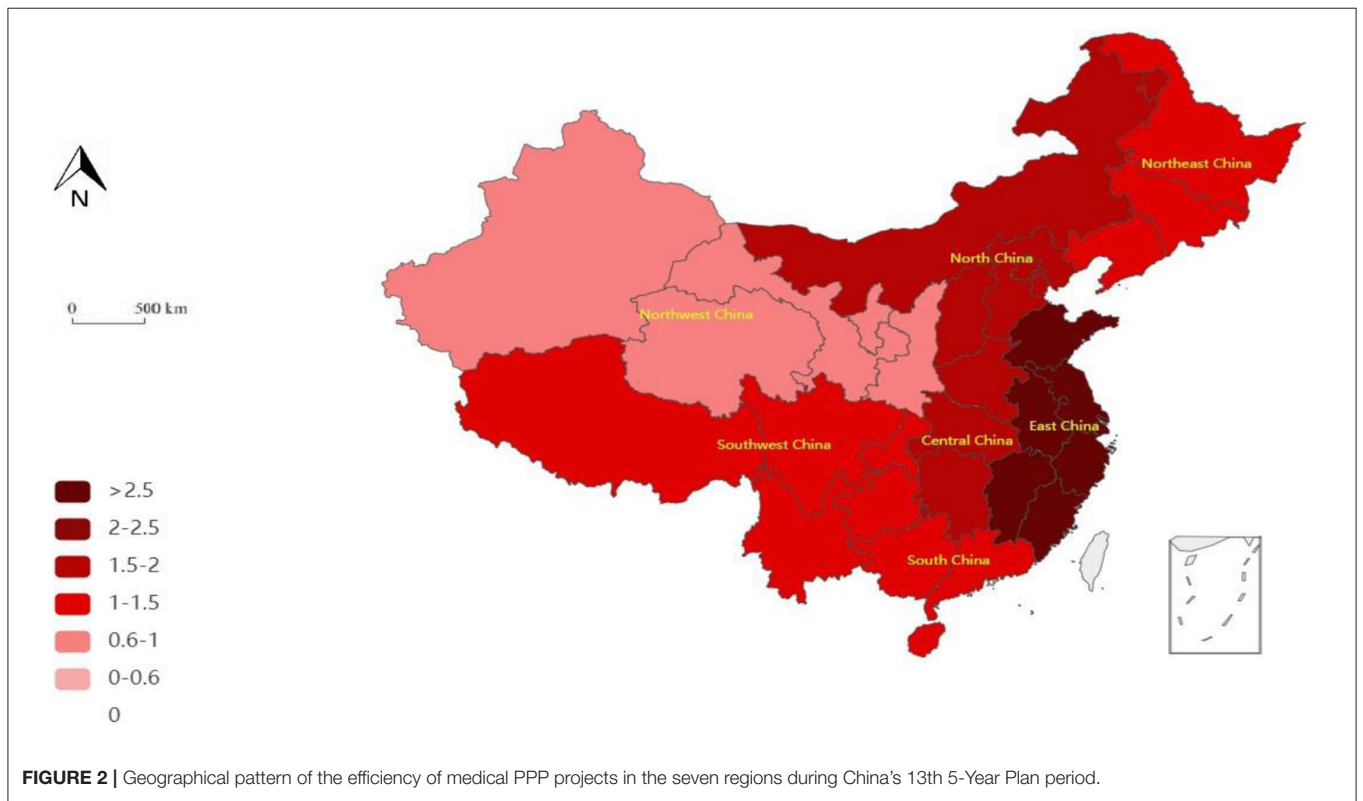 N
0 500 km
Northeast China
North China
Northwest China
East China
Southwest China
Central China
South China
>2.5
2-2.5
1.5-2
1-1.5
0.6-1
0-0.6
0
FIGURE 2 | Geographical pattern of the efficiency of medical PPP projects in the seven regions during China's 13th 5-Year Plan period.